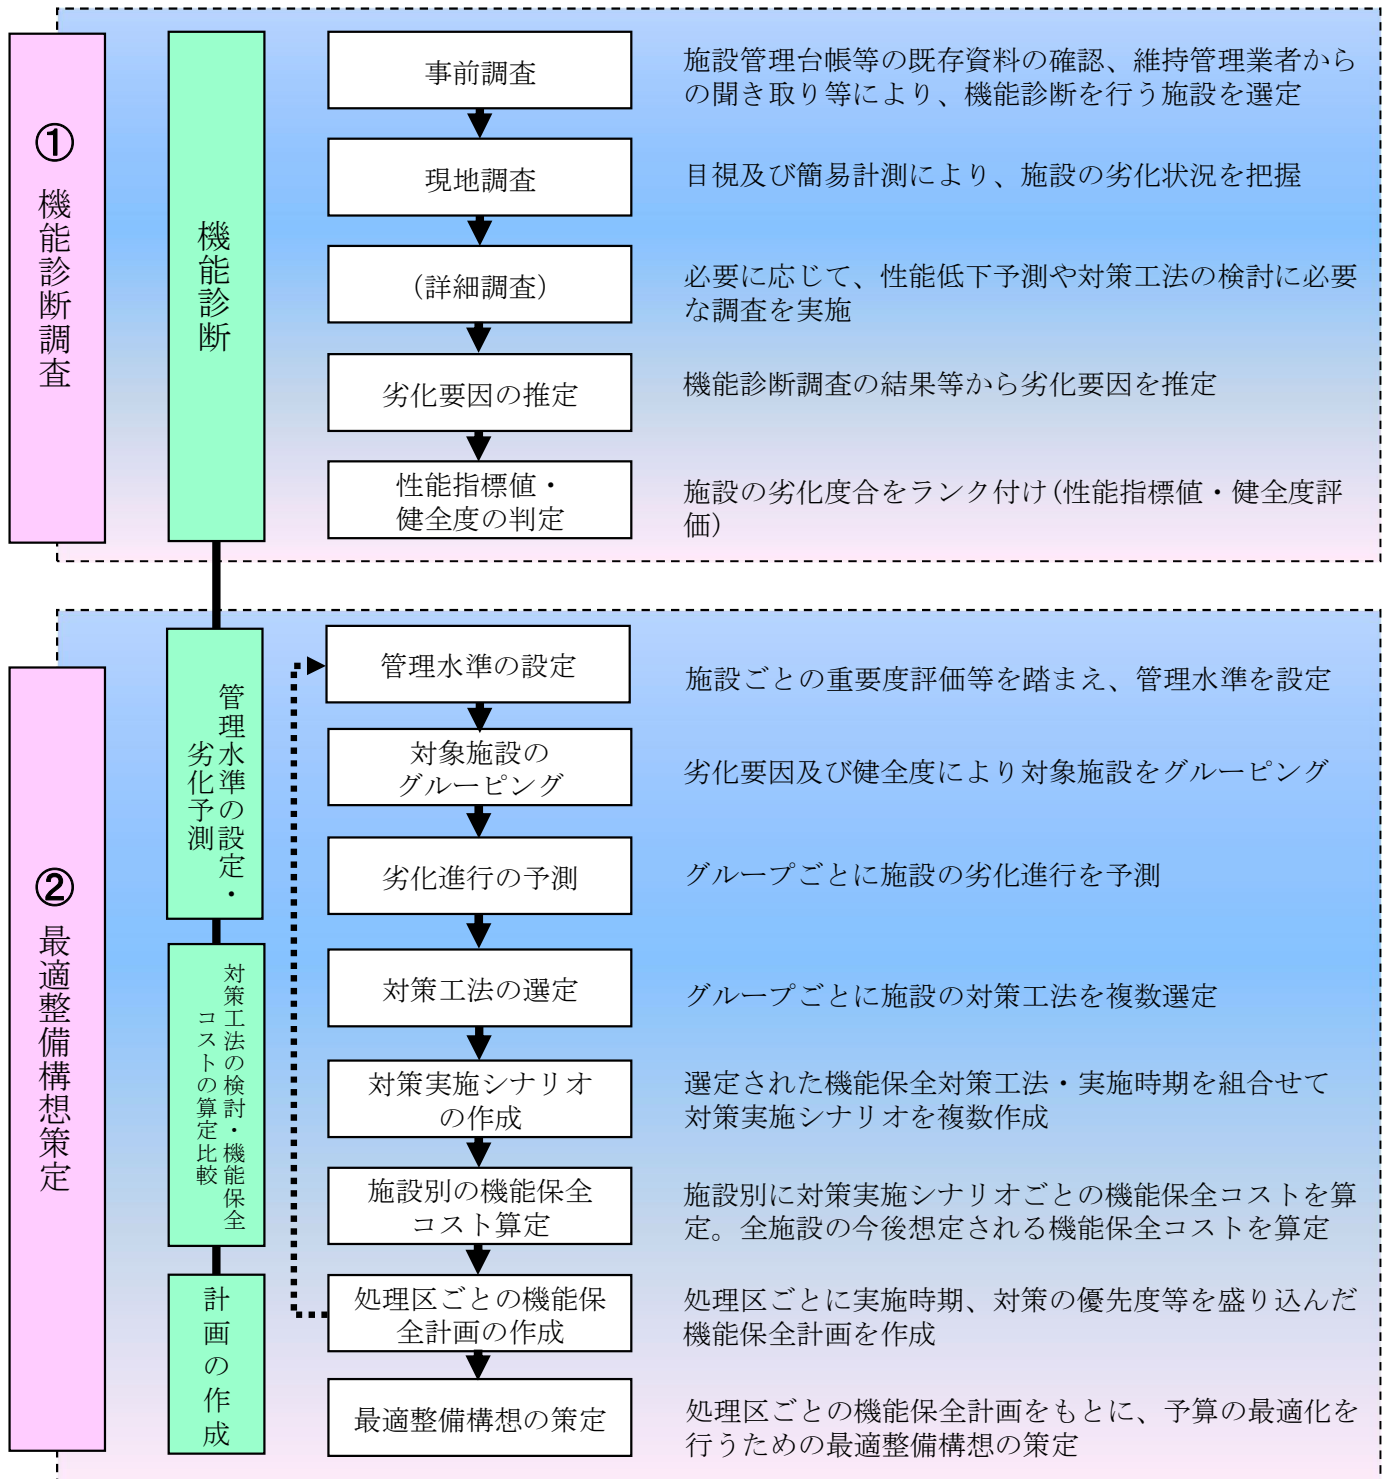 ①
機能診断調査
機能診断
事前調査
施設管理台帳等の既存資料の確認、維持管理業者から
の聞き取り等により、機能診断を行う施設を選定
現地調査
目視及び簡易計測により、施設の劣化状況を把握
(詳細調査)
必要に応じて、性能低下予測や対策工法の検討に必要
な調査を実施
劣化要因の推定
機能診断調査の結果等から劣化要因を推定
性能指標値・
健全度の判定
施設の劣化度合をランク付け(性能指標値・健全度評
価)
②
最適整備構想策定
管理水準の設定・
劣化予測
管理水準の設定
施設ごとの重要度評価等を踏まえ、管理水準を設定
対象施設の
グルーピング
劣化要因及び健全度により対象施設をグルーピング
劣化進行の予測
グループごとに施設の劣化進行を予測
対策工法の検討・機能保全
コストの算定比較
対策工法の選定
グループごとに施設の対策工法を複数選定
対策実施シナリオ
の作成
選定された機能保全対策工法・実施時期を組合せて
対策実施シナリオを複数作成
施設別の機能保全
コスト算定
施設別に対策実施シナリオごとの機能保全コストを算
定。全施設の今後想定される機能保全コストを算定
計画の作成
処理区ごとの機能保
全計画の作成
処理区ごとに実施時期、対策の優先度等を盛り込んだ
機能保全計画を作成
最適整備構想の策定
処理区ごとの機能保全計画をもとに、予算の最適化を
行うための最適整備構想の策定